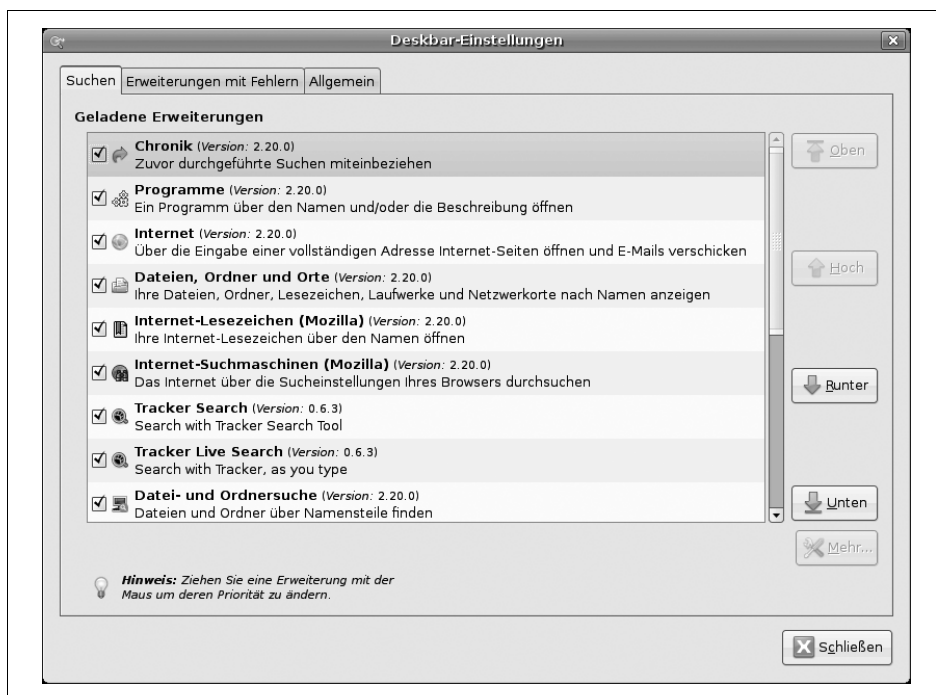 Deskbar-Einstellungen
Suchen
Erweiterungen mit Fehlern
Allgemein
Geladene Erweiterungen
Chronik (Version: 2.20.0)
Zuvor durchgeführte Suchen miteinbeziehen
Programme (Version: 2.20.0)
Ein Programm über den Namen und/oder die Beschreibung öffnen
Internet (Version: 2.20.0)
Über die Eingabe einer vollständigen Adresse Internet-Seiten öffnen und E-Mails verschicken
Dateien, Ordner und Orte (Version: 2.20.0)
Ihre Dateien, Ordner, Lesezeichen, Laufwerke und Netzwerkorte nach Namen anzeigen
Internet-Lesezeichen (Mozilla) (Version: 2.20.0)
Ihre Internet-Lesezeichen über den Namen öffnen
Internet-Suchmaschinen (Mozilla) (Version: 2.20.0)
Das Internet über die Sucheinstellungen Ihres Browsers durchsuchen
Tracker Search (Version: 0.6.3)
Search with Tracker Search Tool
Tracker Live Search (Version: 0.6.3)
Search with Tracker, as you type
Datei- und Ordnersuche (Version: 2.20.0)
Dateien und Ordner über Namensteile finden
Oben
Hoch
Runter
Unten
Mehr...
Hinweis: Ziehen Sie eine Erweiterung mit der
Maus um deren Priorität zu ändern.
Schließen